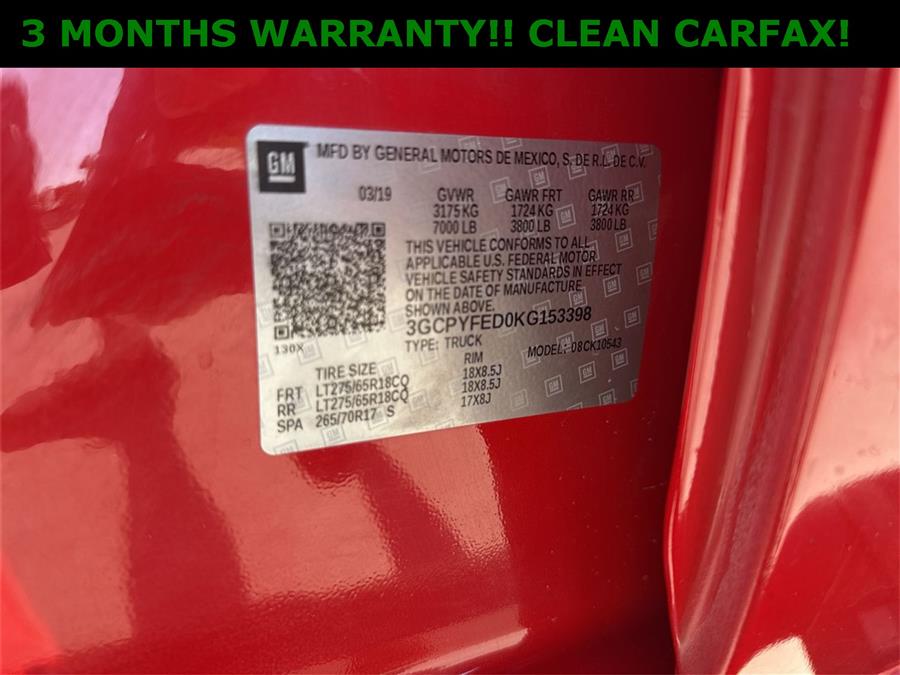 3 MONTHS WARRANTY!! CLEAN CARFAX!
GM MFD BY GENERAL MOTORS DE MEXICO, S. DE R.L. DE C.V.
03/19 GVWR GAWR FRT GAWR RR
3175 KG 1724 KG 1724 KG
7000 LB 3800 LB 3800 LB
THIS VEHICLE CONFORMS TO ALL
APPLICABLE U.S. FEDERAL MOTOR
VEHICLE SAFETY STANDARDS IN EFFECT
ON THE DATE OF MANUFACTURE
SHOWN ABOVE.
3GCPYFED0KG153398
130X TYPE: TRUCK MODEL: 08CK10543
TIRE SIZE RIM
FRT LT275/65R18CQ 18X8.5J
RR LT275/65R18CQ 18X8.5J
SPA 265/70R17 S 17X8J